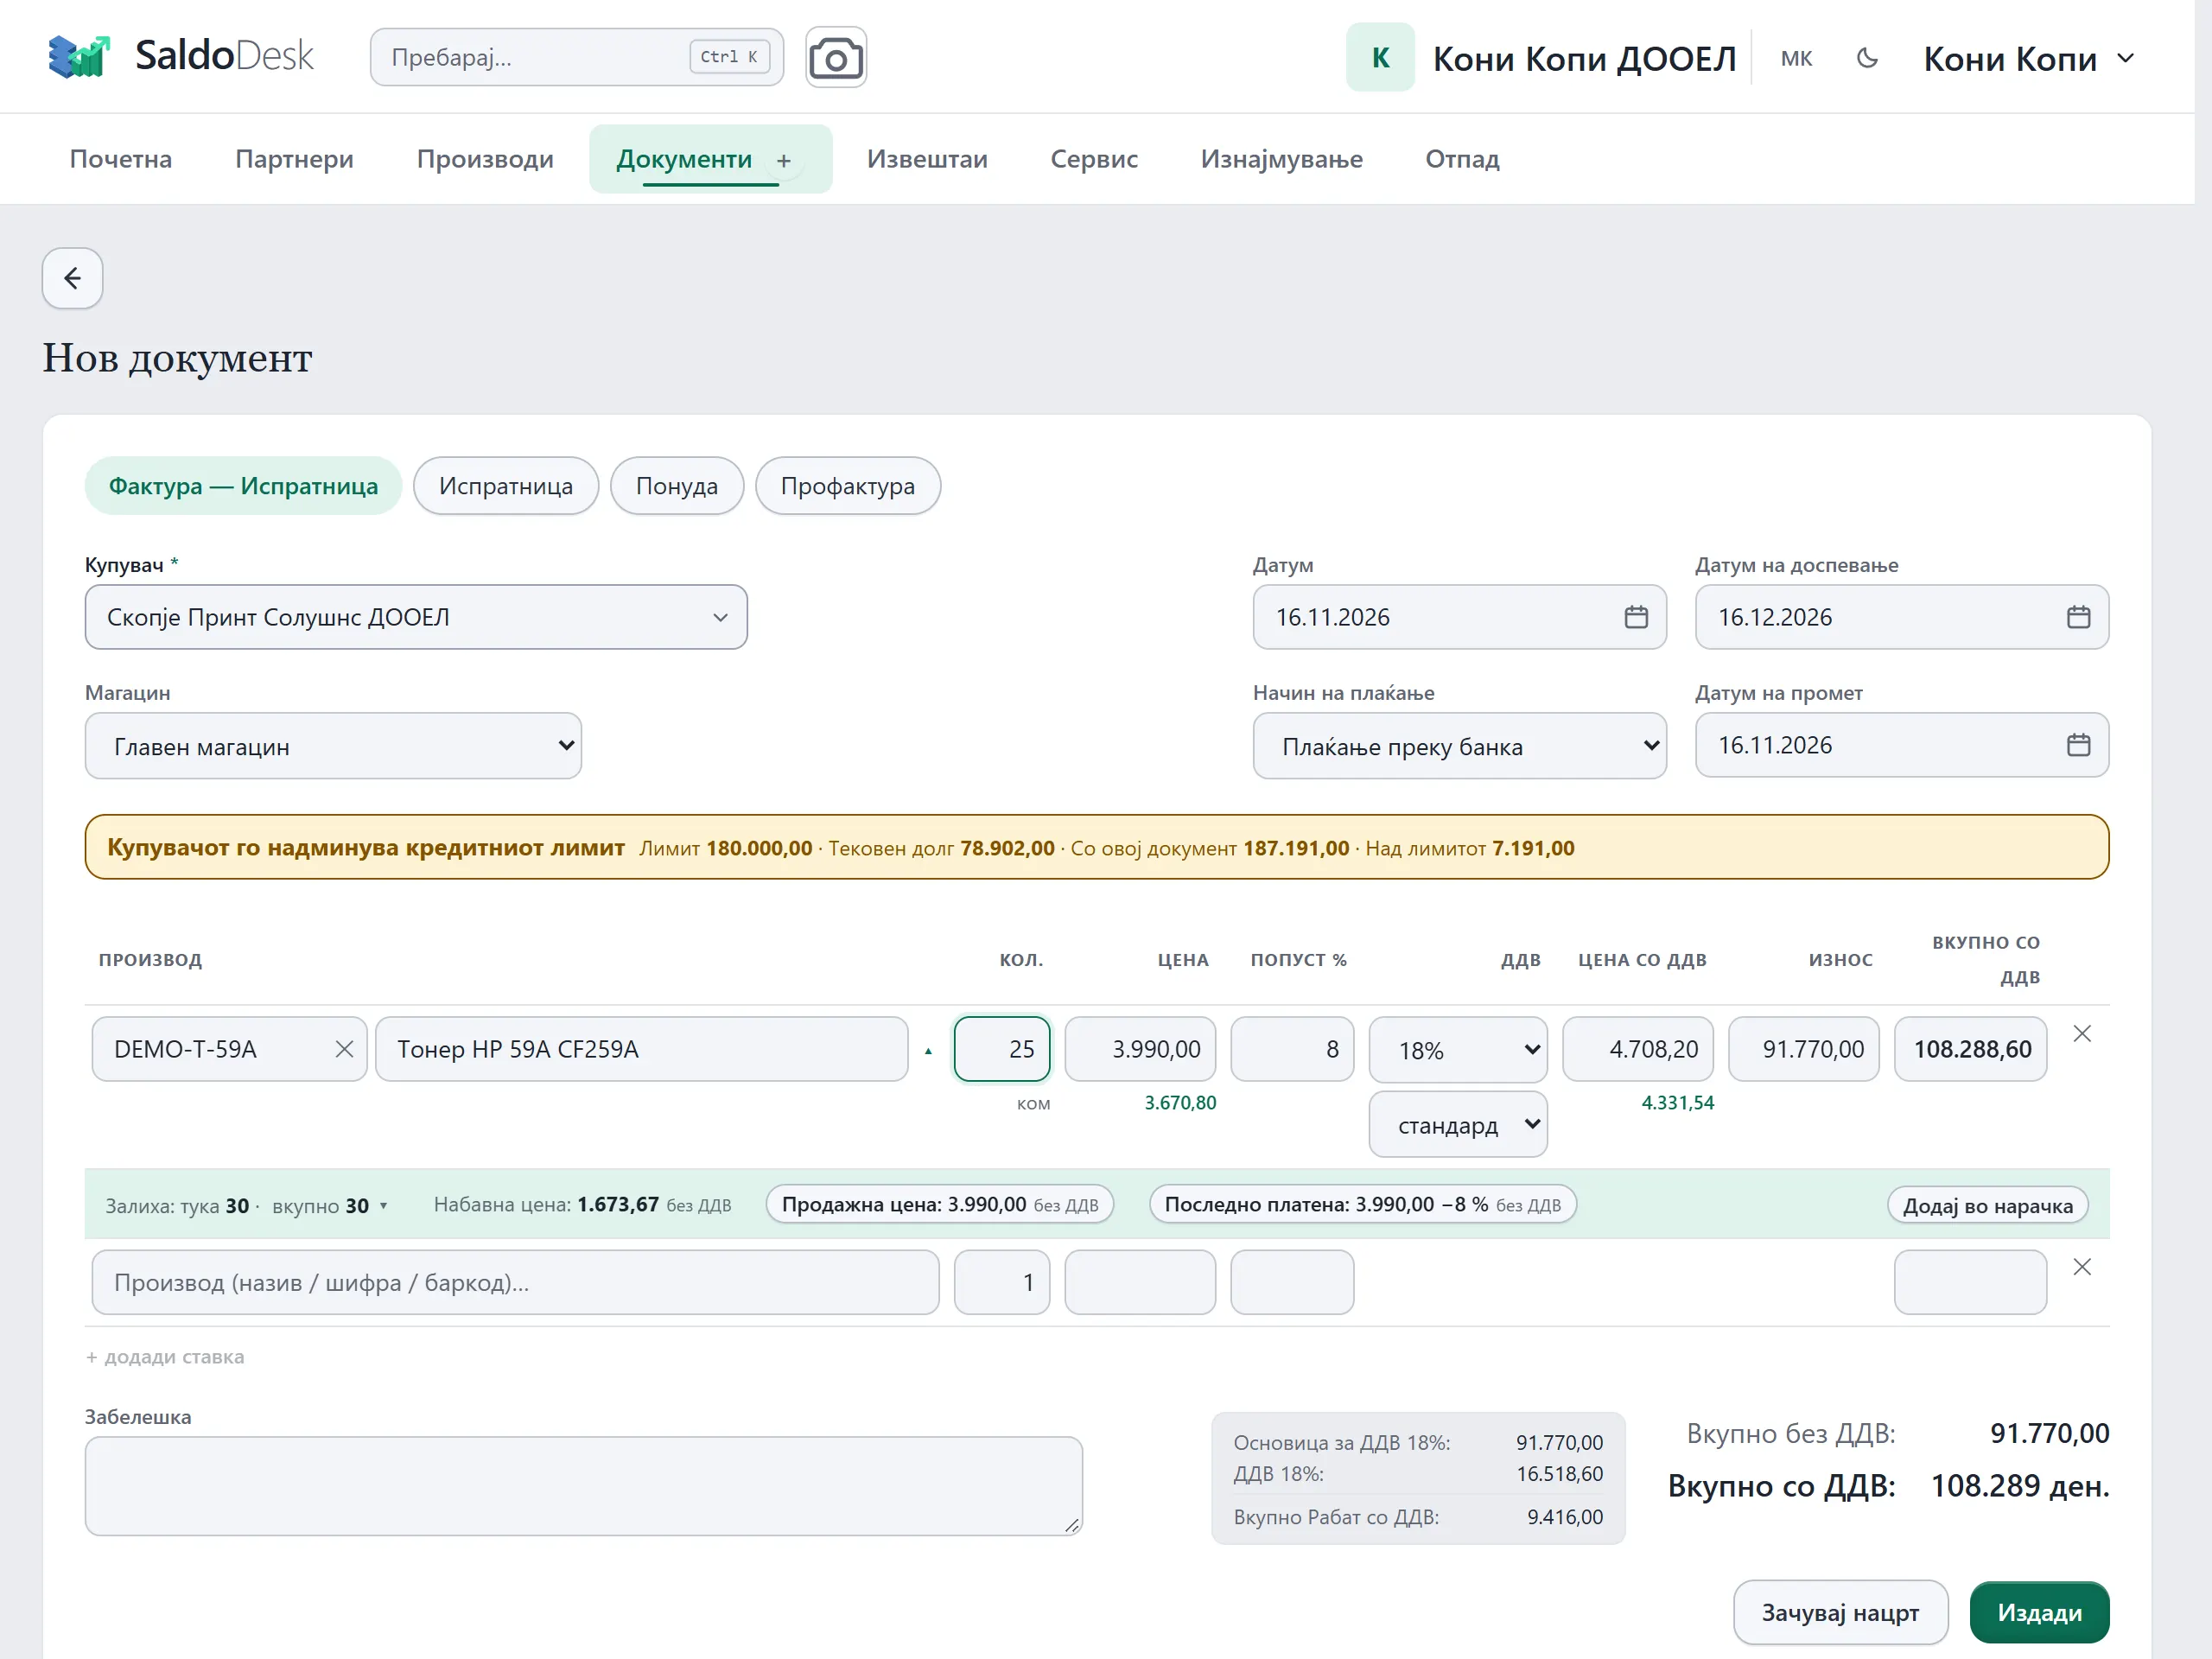 SaldoDesk
Пребарај...
Ctrl K
K
Кони Копи ДООЕЛ
МК
Кони Копи
Почетна
Партнери
Производи
Документи +
Извештаи
Сервис
Изнајмување
Отпад
Нов документ
Фактура — Испратница
Испратница
Понуда
Профактура
Купувач *
Датум
Датум на доспевање
Скопје Принт Солушнс ДООЕЛ
16.11.2026
16.12.2026
Магацин
Начин на плаќање
Датум на промет
Главен магацин
Плаќање преку банка
16.11.2026
Купувачот го надминува кредитниот лимит Лимит 180.000,00 · Тековен долг 78.902,00 · Со овој документ 187.191,00 · Над лимитот 7.191,00
ПРОИЗВОД
КОЛ.
ЦЕНА
ПОПУСТ %
ДДВ
ЦЕНА СО ДДВ
ИЗНОС
ВКУПНО СО
ДДВ
DEMO-T-59A
Тонер HP 59A CF259A
25
3.990,00
8
18%
4.708,20
91.770,00
108.288,60
ком
3.670,80
стандард
4.331,54
Залиха: тука 30 · вкупно 30
Набавна цена: 1.673,67 без ДДВ
Продажна цена: 3.990,00 без ДДВ
Последно платена: 3.990,00 −8 % без ДДВ
Додај во нарачка
Производ (назив / шифра / баркод)...
1
+ додади ставка
Забелешка
Основица за ДДВ 18%: 91.770,00
ДДВ 18%: 16.518,60
Вкупно Рабат со ДДВ: 9.416,00
Вкупно без ДДВ: 91.770,00
Вкупно со ДДВ: 108.289 ден.
Зачувај нацрт
Издади